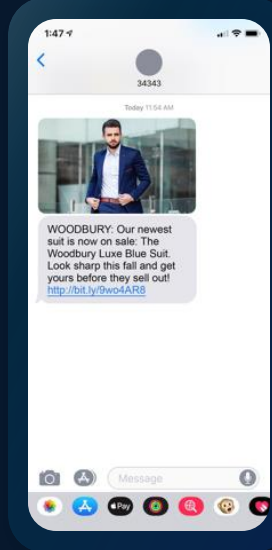 1:47
34343
Today 11:54 AM
WOODBURY: Our newest
suit is now on sale: The
Woodbury Luxe Blue Suit.
Look sharp this fall and get
yours before they sell out!
http://bit.ly/9wo4AR8
Message
Pay